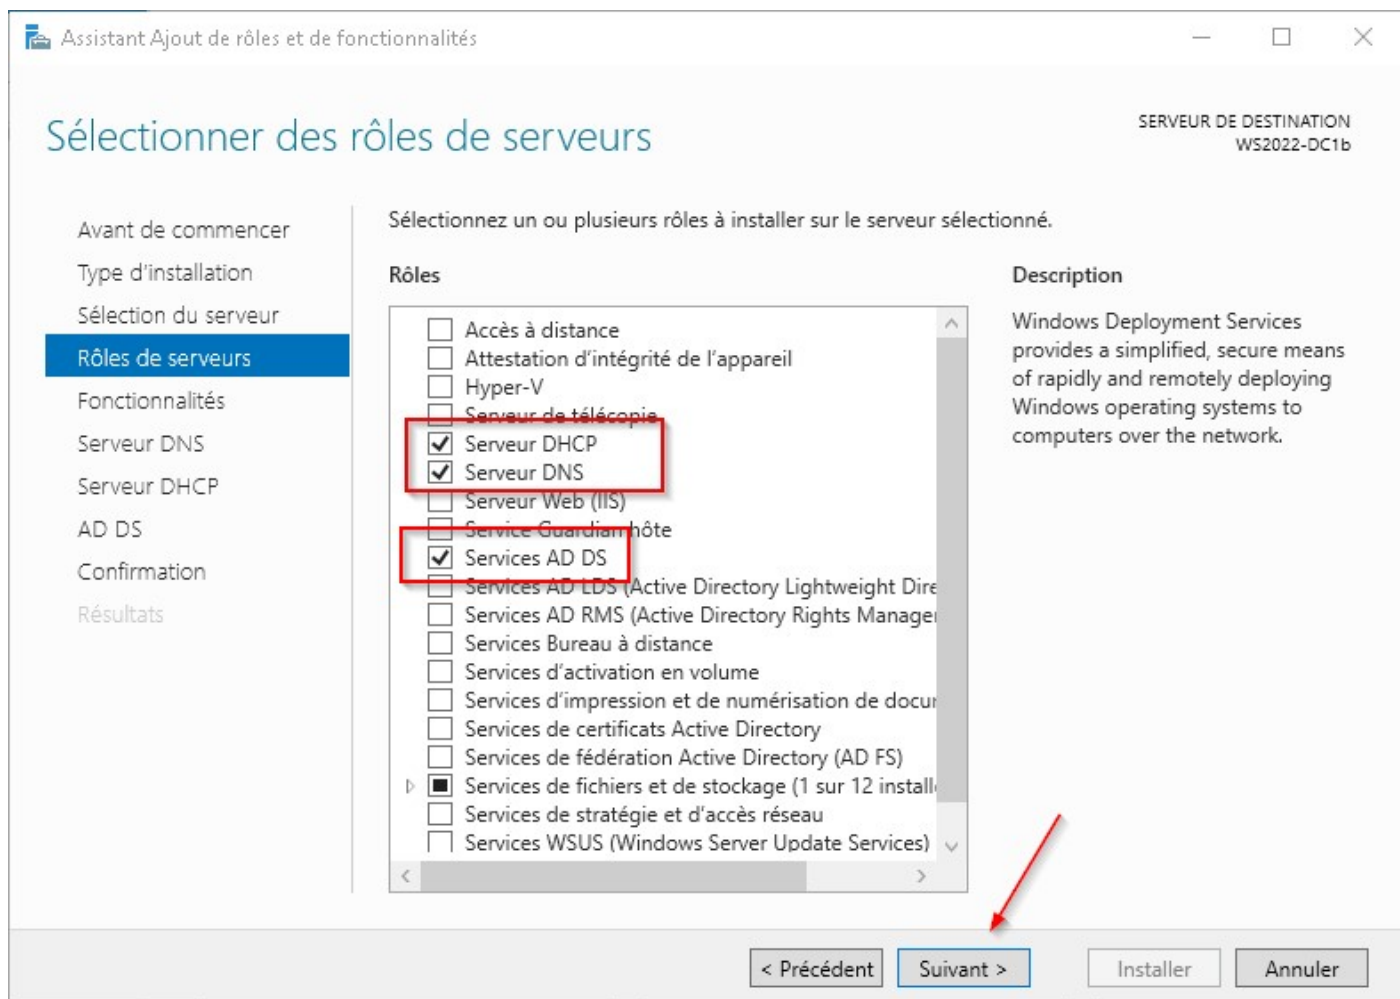 Assistant Ajout de rôles et de fonctionnalités
Sélectionner des rôles de serveurs
SERVEUR DE DESTINATION
WS2022-DC1b
Avant de commencer
Type d'installation
Sélection du serveur
Rôles de serveurs
Fonctionnalités
Serveur DNS
Serveur DHCP
AD DS
Confirmation
Résultats
Sélectionnez un ou plusieurs rôles à installer sur le serveur sélectionné.
Rôles
Accès à distance
Attestation d'intégrité de l'appareil
Hyper-V
Serveur de télécopie
Serveur DHCP
Serveur DNS
Serveur Web (IIS)
Service Guardian hôte
Services AD DS
Services AD LDS (Active Directory Lightweight Dire
Services AD RMS (Active Directory Rights Manager
Services Bureau à distance
Services d'activation en volume
Services d'impression et de numérisation de docur
Services de certificats Active Directory
Services de fédération Active Directory (AD FS)
Services de fichiers et de stockage (1 sur 12 install
Services de stratégie et d'accès réseau
Services WSUS (Windows Server Update Services)
Description
Windows Deployment Services
provides a simplified, secure means
of rapidly and remotely deploying
Windows operating systems to
computers over the network.
< Précédent
Suivant >
Installer
Annuler